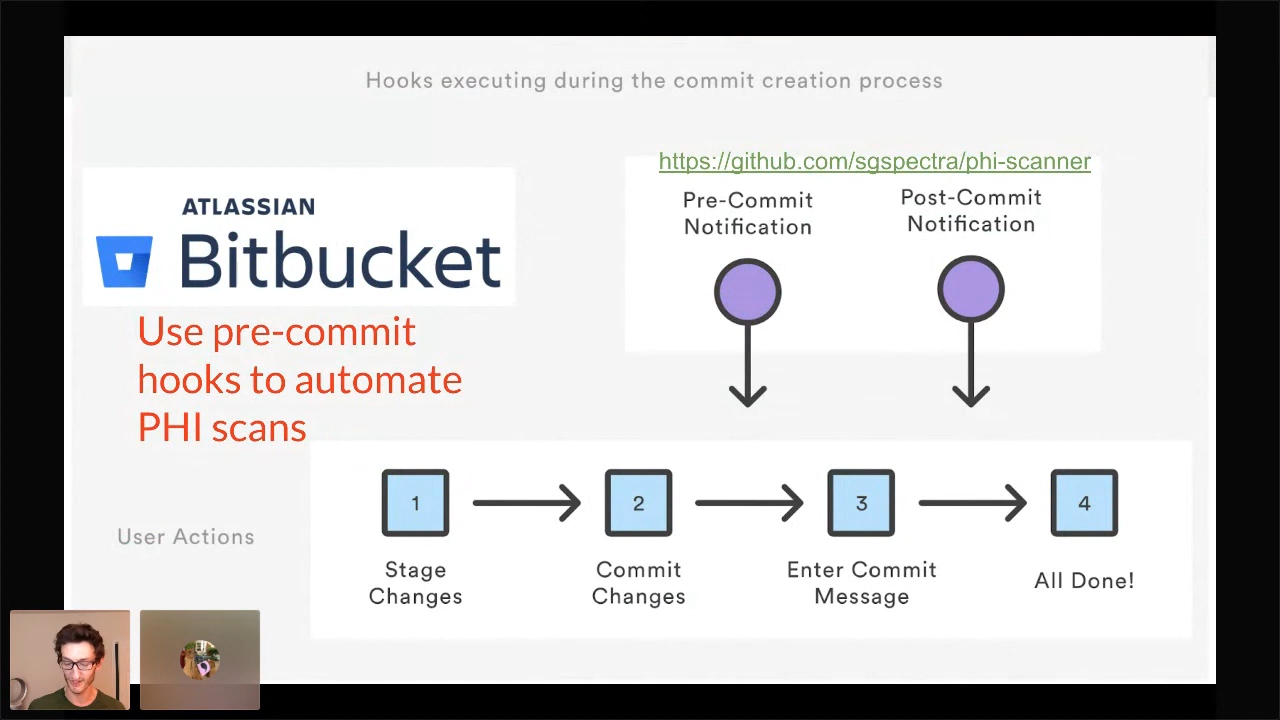 Hooks executing during the commit creation process
https://github.com/sgspectra/phi-scanner
Pre-Commit
Notification
Post-Commit
Notification
ATLASSIAN
Bitbucket
Use pre-commit
hooks to automate
PHI scans
1
2
3
4
User Actions
Stage
Changes
Commit
Changes
Enter Commit
Message
All Done!